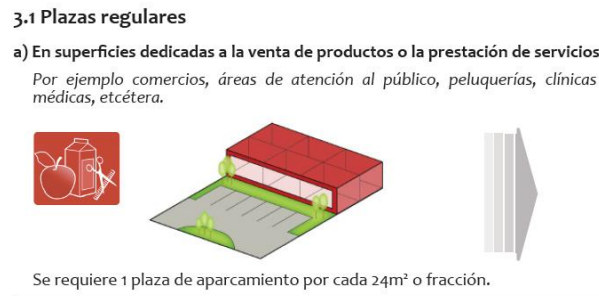 3.1 Plazas regulares
a) En superficies dedicadas a la venta de productos o la prestación de servicios
Por ejemplo comercios, áreas de atención al público, peluquerías, clínicas
médicas, etcétera.
Se requiere 1 plaza de aparcamiento por cada 24m² o fracción.